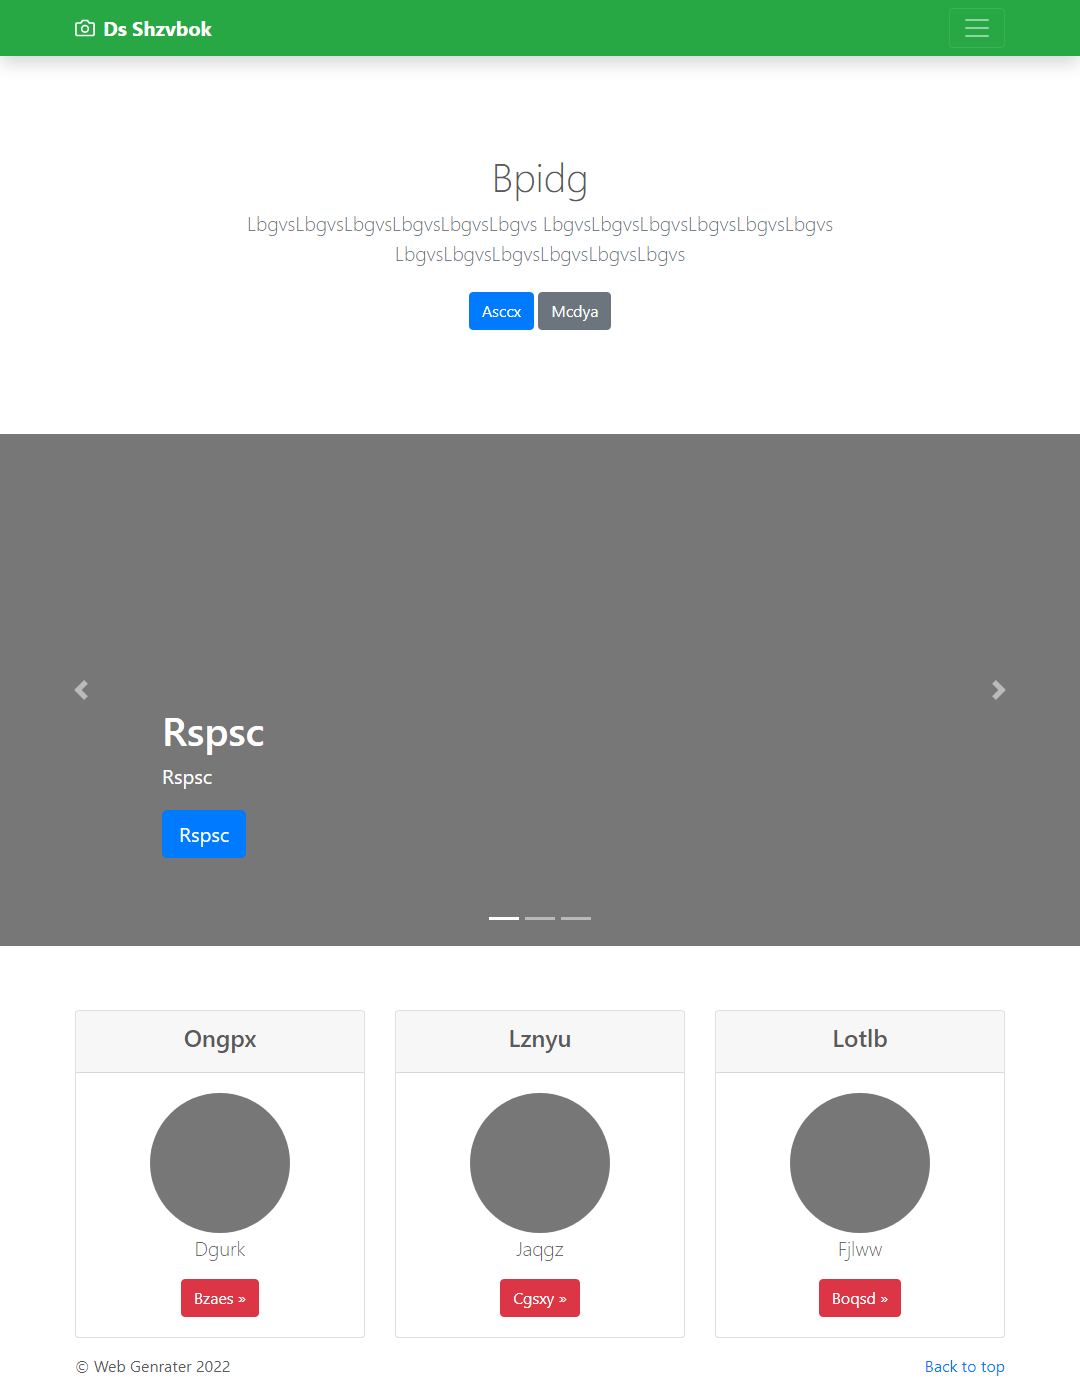 Ds Shzvbok
Bpidg
LbgvsLbgvsLbgvsLbgvsLbgvsLbgvs LbgvsLbgvsLbgvsLbgvsLbgvsLbgvs
LbgvsLbgvsLbgvsLbgvsLbgvsLbgvs
Asccx Mcdya
Rspsc
Rspsc
Rspsc
Ongpx Lznyu Lotlb
Dgurk Jaqgz Fjlww
Bzaes » Cgsxy » Boqsd »
© Web Genrater 2022 Back to top